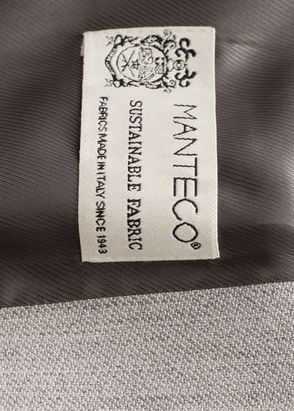 MANTECO®
SUSTAINABLE FABRIC
FABRICS MADE IN ITALY SINCE 1943